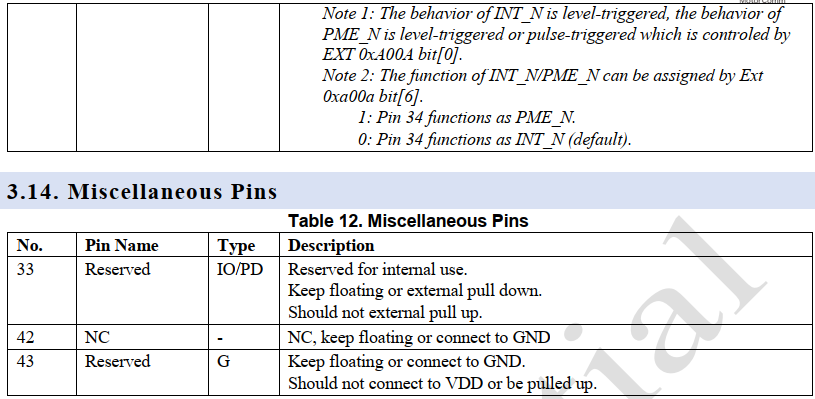 Motorcomm
Note 1: The behavior of INT_N is level-triggered, the behavior of
PME_N is level-triggered or pulse-triggered which is controled by
EXT 0xA00A bit[0].
Note 2: The function of INT_N/PME_N can be assigned by Ext
0xa00a bit[6].
1: Pin 34 functions as PME_N.
0: Pin 34 functions as INT_N (default).
3.14. Miscellaneous Pins
Table 12. Miscellaneous Pins
No. Pin Name Type Description
33 Reserved IO/PD Reserved for internal use.
Keep floating or external pull down.
Should not external pull up.
42 NC - NC, keep floating or connect to GND
43 Reserved G Keep floating or connect to GND.
Should not connect to VDD or be pulled up.
ial